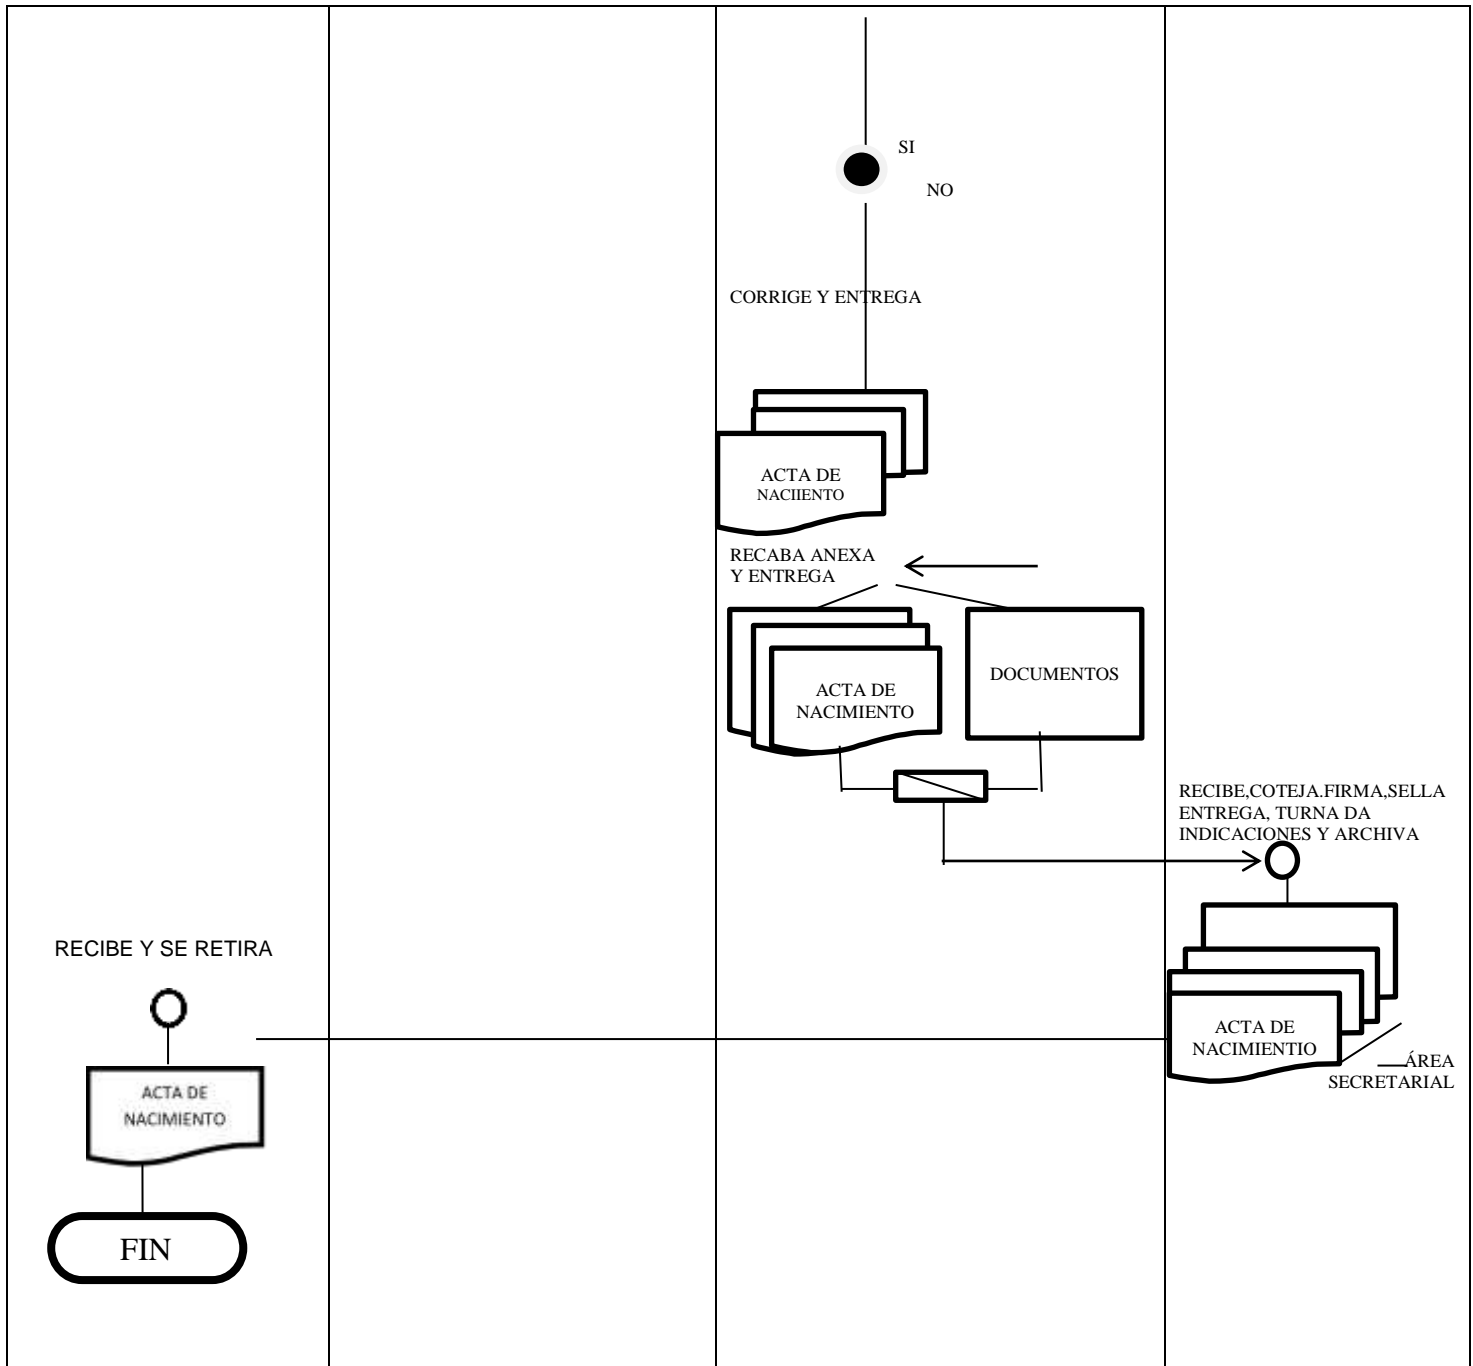 SI
NO
CORRIGE Y ENTREGA
ACTA DE
NACIIENTO
RECABA ANEXA
Y ENTREGA
ACTA DE
NACIMIENTO
DOCUMENTOS
RECIBE,COTEJA.FIRMA,SELLA
ENTREGA, TURNA DA
INDICACIONES Y ARCHIVA
ACTA DE
NACIMIENTIO
ÁREA
SECRETARIAL
RECIBE Y SE RETIRA
ACTA DE
NACIMIENTO
FIN